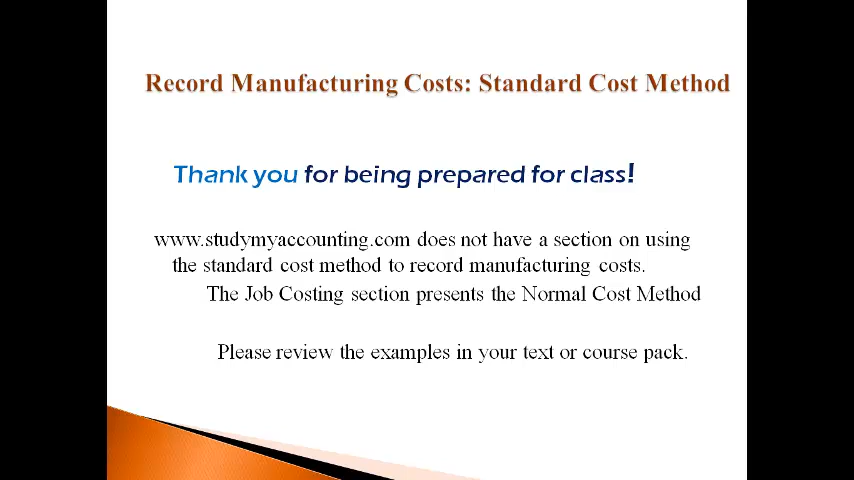 Record Manufacturing Costs: Standard Cost Method
Thank you for being prepared for class!
www.studymyaccounting.com does not have a section on using
the standard cost method to record manufacturing costs.
The Job Costing section presents the Normal Cost Method
Please review the examples in your text or course pack.